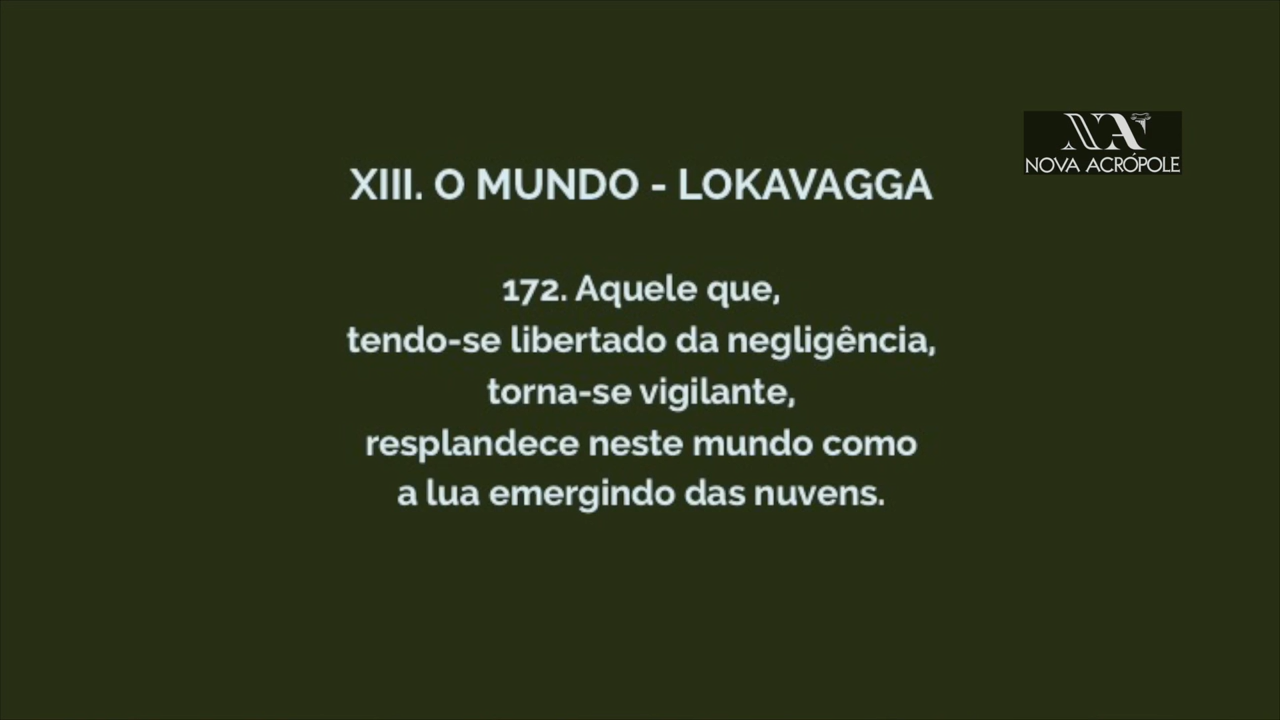 NOVA ACRÓPOLE
XIII. O MUNDO - LOKAVAGGA
172. Aquele que,
tendo-se libertado da negligência,
torna-se vigilante,
resplandece neste mundo como
a lua emergindo das nuvens.